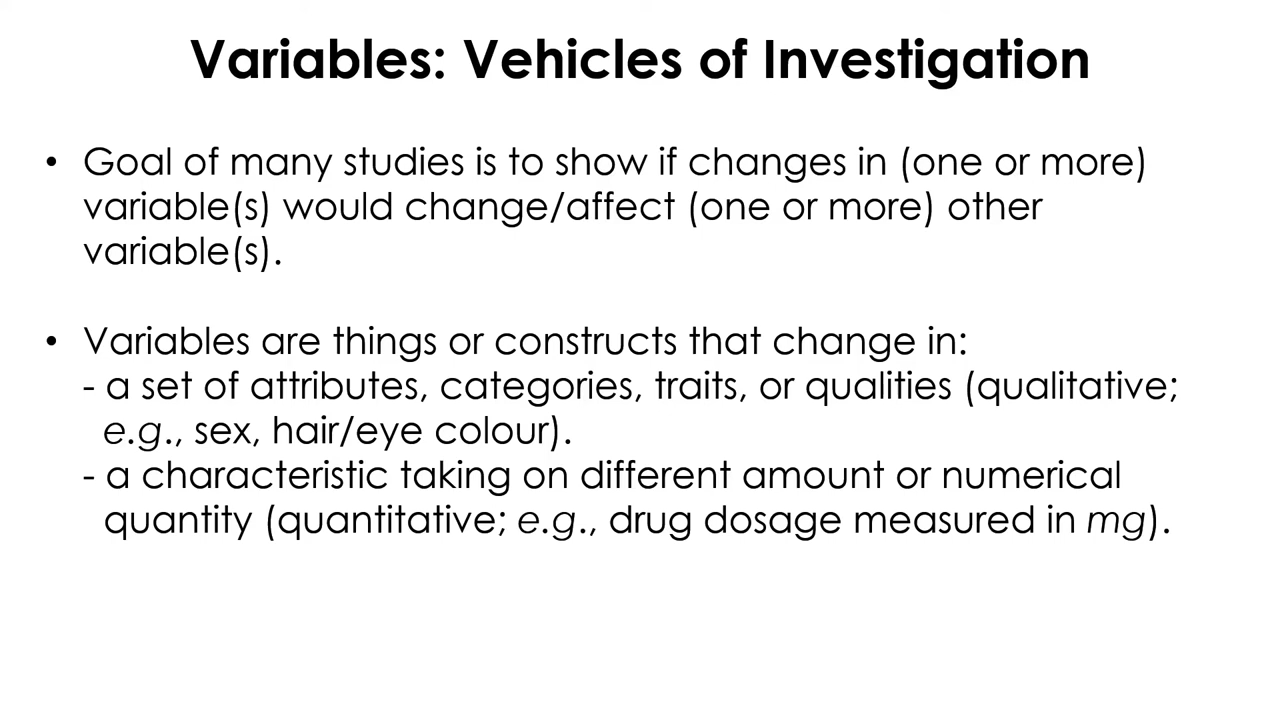 Variables: Vehicles of Investigation
• Goal of many studies is to show if changes in (one or more)
variable(s) would change/affect (one or more) other
variable(s).
• Variables are things or constructs that change in:
- a set of attributes, categories, traits, or qualities (qualitative;
e.g., sex, hair/eye colour).
- a characteristic taking on different amount or numerical
quantity (quantitative; e.g., drug dosage measured in mg).